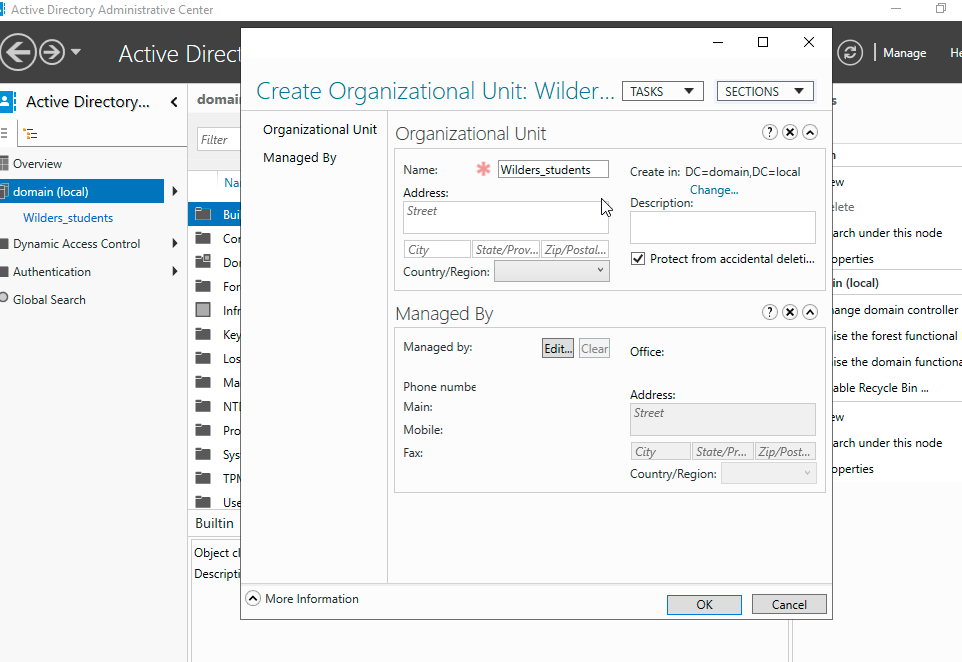 Active Directory Administrative Center
Active Direct
Manage
He
Active Directory...
Overview
domain (local)
Wilders_students
Dynamic Access Control
Authentication
Global Search
domain
Filter
Na
Bui
Cor
Dor
For
Infr
Key
Los
Ma
NTI
Pro
Sys
TPM
Use
Builtin
Object cl
Descripti
Create Organizational Unit: Wilder...
TASKS
SECTIONS
Organizational Unit
Managed By
Organizational Unit
Name:
Wilders_students
Address:
Street
City
State/Prov...
Zip/Postal...
Country/Region:
Create in: DC=domain,DC=local
Change...
Description:
Protect from accidental deleti...
Managed By
Managed by:
Edit...
Clear
Phone numbe
Main:
Mobile:
Fax:
Office:
Address:
Street
City
State/Pr...
Zip/Post...
Country/Region:
More Information
OK
Cancel
ew
elete
arch under this node
operties
in (local)
ange domain controller
ise the forest functional
ise the domain functiona
able Recycle Bin ...
ew
arch under this node
operties